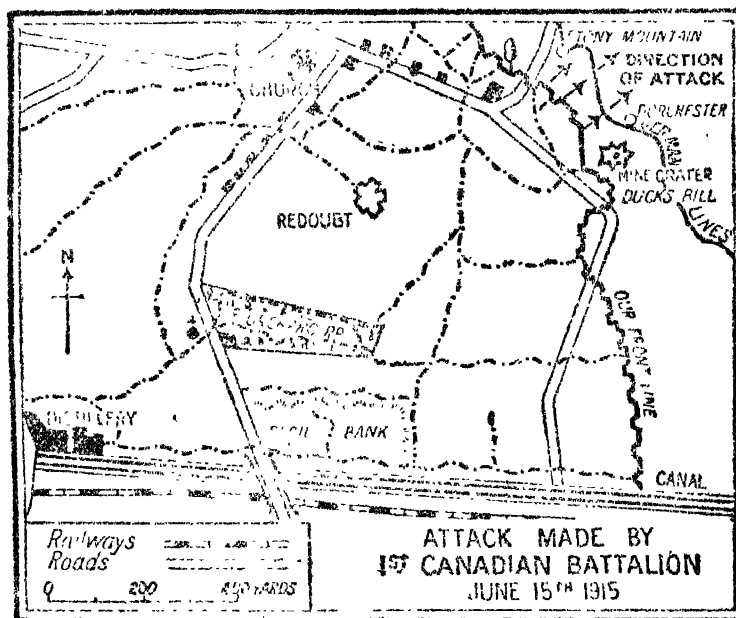 STONY MOUNTAIN
DIRECTION
OF ATTACK
CHURCH
DORCHESTER
GERMAN
LINES
MINE CRATER
DUCKS BILL
REDOUBT
N
OUR FRONT LINE
DISTILLERY
BANK
CANAL
Railways
Roads
0 200
YARDS
ATTACK MADE BY
1ST CANADIAN BATTALION
JUNE 15TH 1915